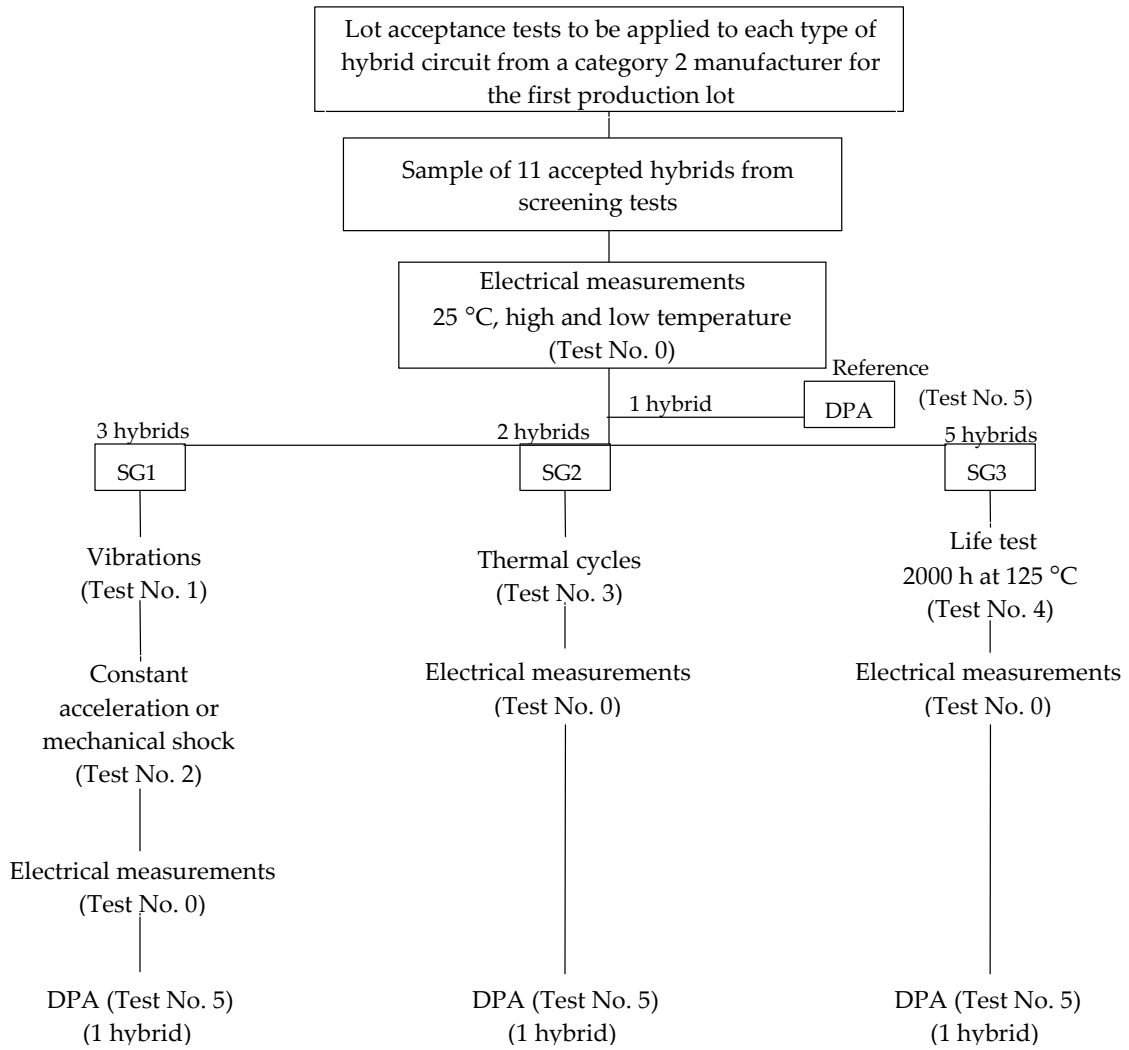 Lot acceptance tests to be applied to each type of
hybrid circuit from a category 2 manufacturer for
the first production lot
Sample of 11 accepted hybrids from
screening tests
Electrical measurements
25 °C, high and low temperature
(Test No. 0)
Reference
1 hybrid
DPA
(Test No. 5)
3 hybrids
SG1
Vibrations
(Test No. 1)
Constant
acceleration or
mechanical shock
(Test No. 2)
Electrical measurements
(Test No. 0)
DPA (Test No. 5)
(1 hybrid)
2 hybrids
SG2
Thermal cycles
(Test No. 3)
Electrical measurements
(Test No. 0)
DPA (Test No. 5)
(1 hybrid)
5 hybrids
SG3
Life test
2000 h at 125 °C
(Test No. 4)
Electrical measurements
(Test No. 0)
DPA (Test No. 5)
(1 hybrid)